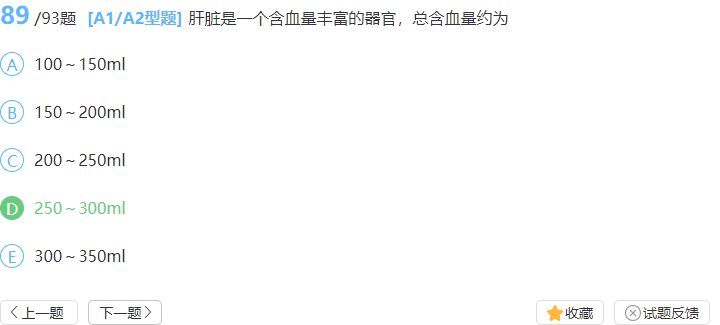 89 /93题 [A1/A2型题] 肝脏是一个含血量丰富的器官，总含血量约为
A 100～150ml
B 150～200ml
C 200～250ml
D 250～300ml
E 300～350ml
上一题 下一题 收藏 试题反馈